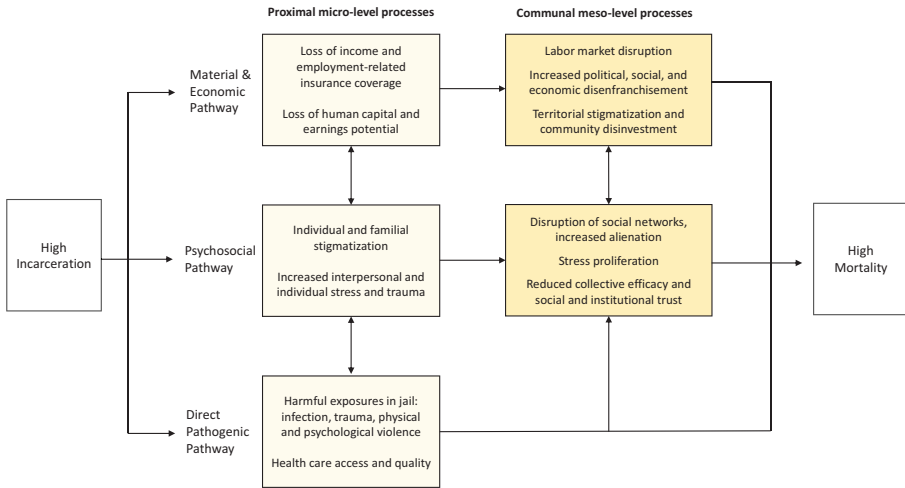 Proximal micro-level processes
Communal meso-level processes
Material &
Economic
Pathway
Loss of income and
employment-related
insurance coverage
Loss of human capital and
earnings potential
Labor market disruption
Increased political, social, and
economic disenfranchisement
Territorial stigmatization and
community disinvestment
High
Incarceration
Psychosocial
Pathway
Individual and familial
stigmatization
Increased interpersonal and
individual stress and trauma
Disruption of social networks,
increased alienation
Stress proliferation
Reduced collective efficacy and
social and institutional trust
High
Mortality
Direct
Pathogenic
Pathway
Harmful exposures in jail:
infection, trauma, physical
and psychological violence
Health care access and quality